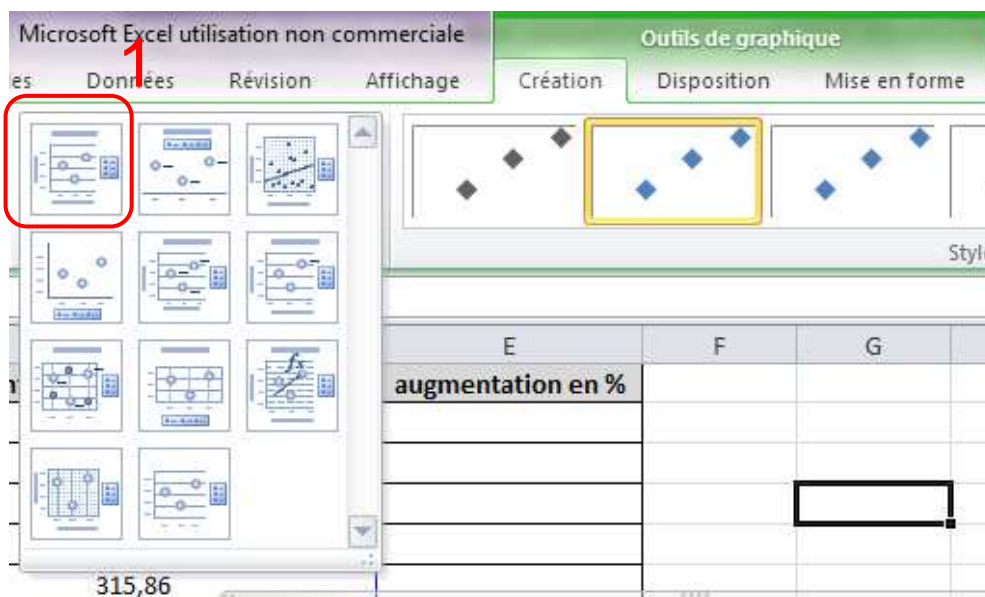 Microsoft Excel utilisation non commerciale
Outils de graphique
1
es Données Révision Affichage Création Disposition Mise en forme
Style
E F G
augmentation en %
315,86